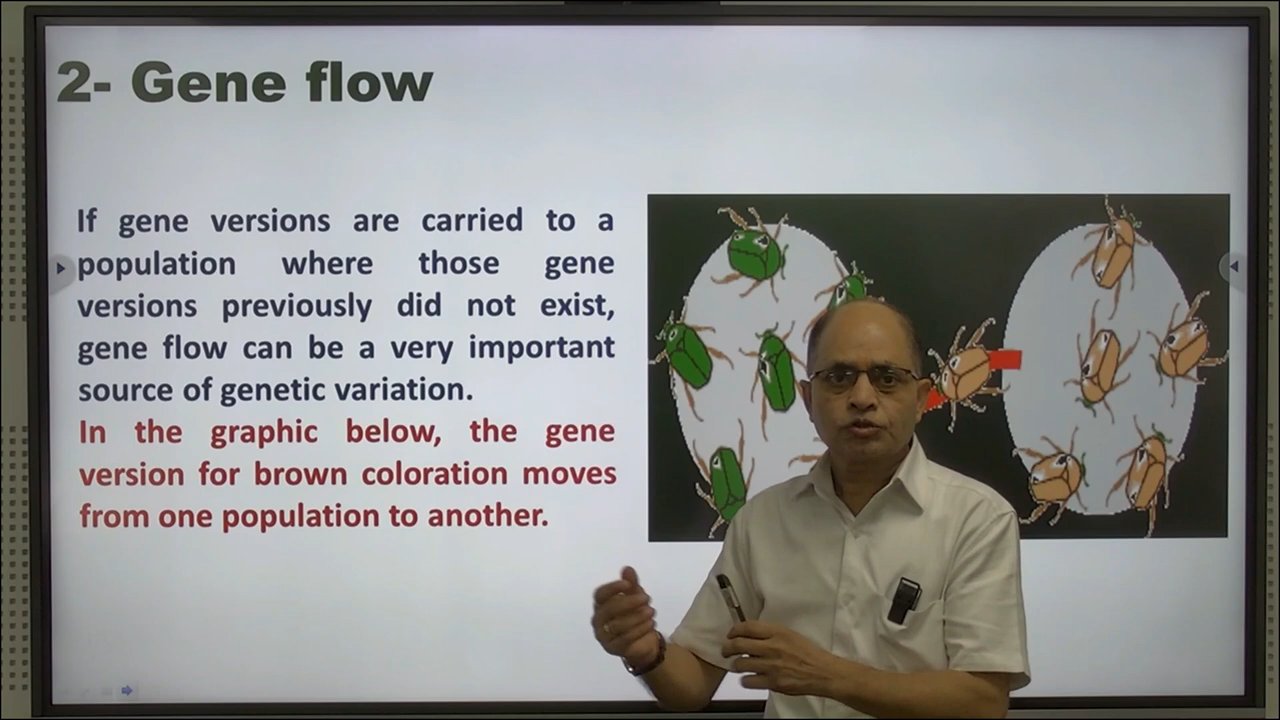 2- Gene flow
If gene versions are carried to a
population where those gene
versions previously did not exist,
gene flow can be a very important
source of genetic variation.
In the graphic below, the gene
version for brown coloration moves
from one population to another.